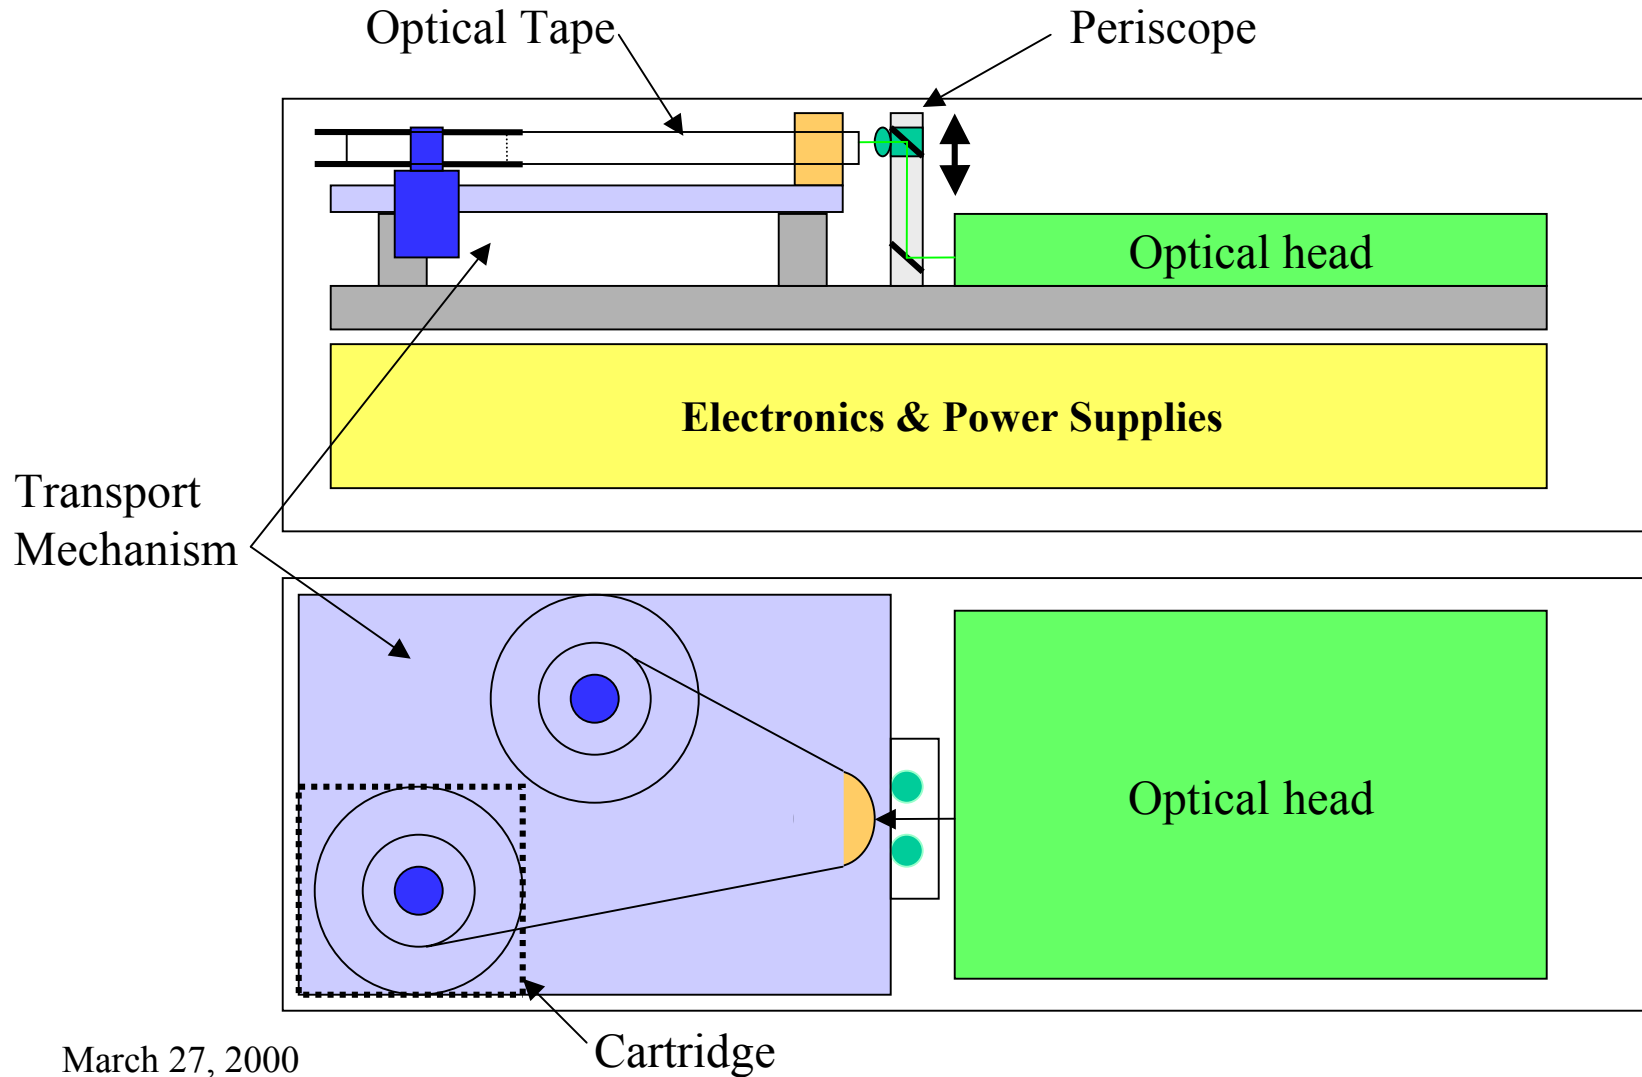 Optical Tape
Periscope
Optical head
Electronics & Power Supplies
Transport
Mechanism
Optical head
Cartridge
March 27, 2000